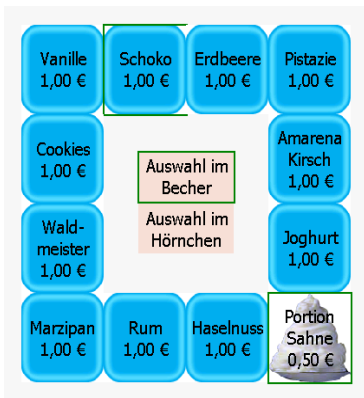 Vanille
1,00 €
Schoko
1,00 €
Erdbeere
1,00 €
Pistazie
1,00 €
Cookies
1,00 €
Auswahl im
Becher
Amarena
Kirsch
1,00 €
Wald-
meister
1,00 €
Auswahl im
Hörnchen
Joghurt
1,00 €
Marzipan
1,00 €
Rum
1,00 €
Haselnuss
1,00 €
Portion
Sahne
0,50 €